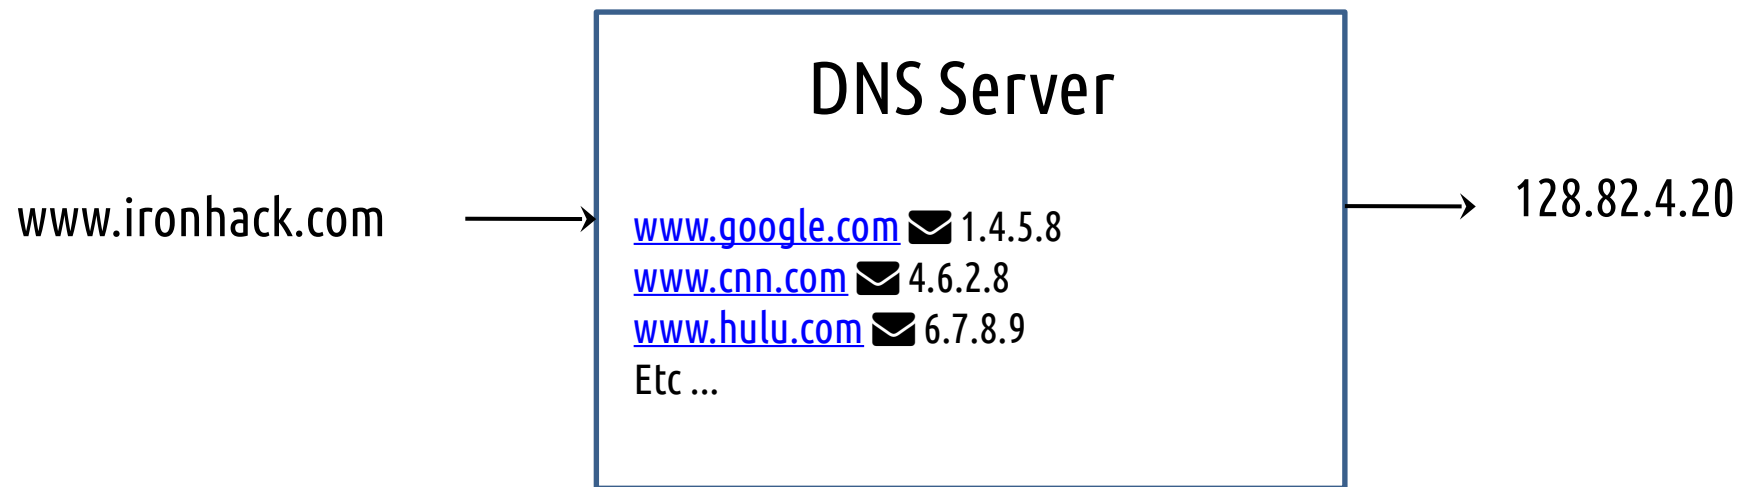 DNS Server
www.ironhack.com
www.google.com ✉ 1.4.5.8
www.cnn.com ✉ 4.6.2.8
www.hulu.com ✉ 6.7.8.9
Etc ...
128.82.4.20